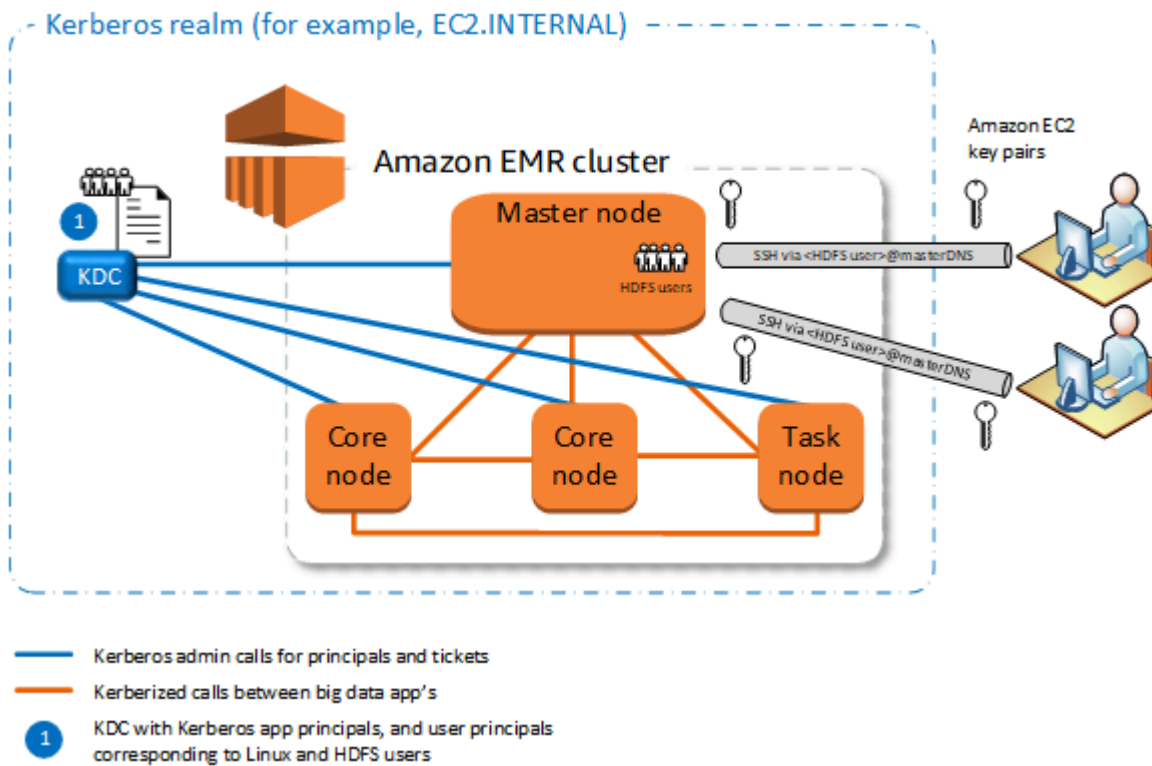 Kerberos realm (for example, EC2.INTERNAL)
Amazon EC2
key pairs
Amazon EMR cluster
Master node
1
KDC
HDFS users
SSH via <HDFS user>@masterDNS
SSH via <HDFS user>@masterDNS
Core
node
Core
node
Task
node
Kerberos admin calls for principals and tickets
Kerberized calls between big data app's
1
KDC with Kerberos app principals, and user principals
corresponding to Linux and HDFS users